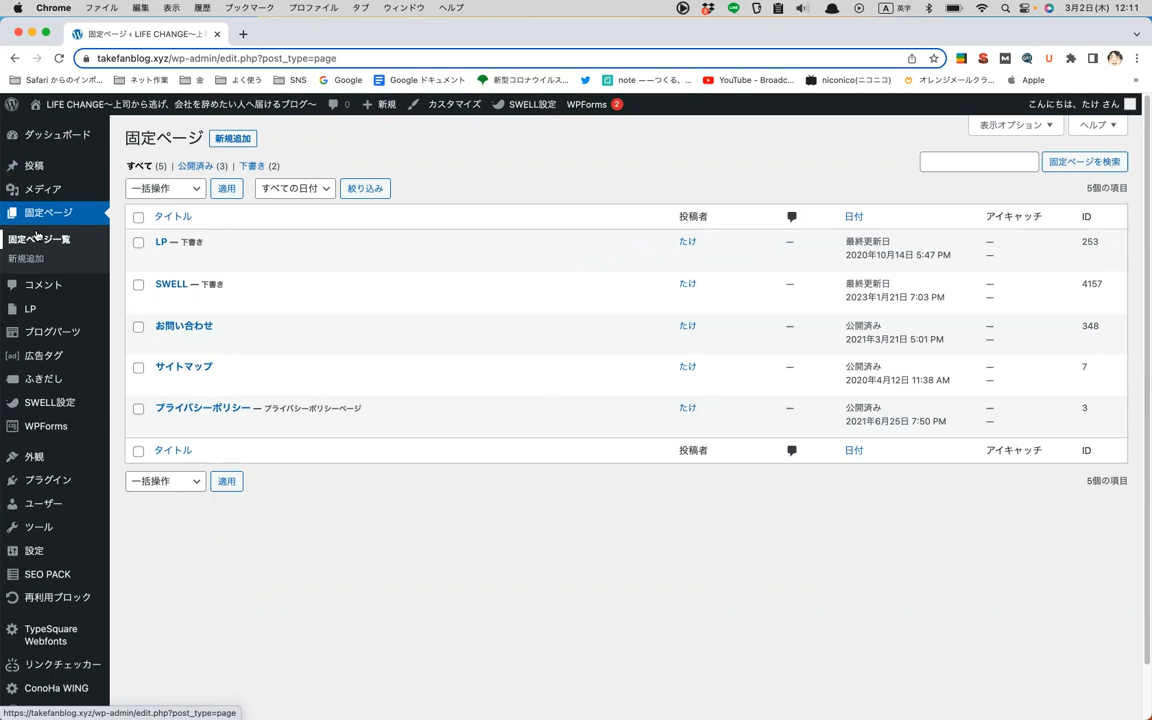 Chrome ファイル 編集 表示 履歴 ブックマーク プロファイル タブ ウィンドウ ヘルプ A 英字 3月2日(木) 12:11
固定ページ ‹ LIFE CHANGE〜上司
takefanblog.xyz/wp-admin/edit.php?post_type=page
Safari からのインポ... ネット作業 金 よく使う SNS Google Google ドキュメント 新型コロナウイルス... note ーーつくる、... YouTube - Broadc... niconico(ニコニコ) オレンジメールクラ... Apple »
LIFE CHANGE〜上司から逃げ、会社を辞めたい人へ届けるブログ〜 0 新規 カスタマイズ SWELL設定 WPForms 2 こんにちは、たけ さん
表示オプション ヘルプ
ダッシュボード
投稿
メディア
固定ページ
固定ページ一覧
新規追加
コメント
LP
ブログパーツ
[ad] 広告タグ
ふきだし
SWELL設定
WPForms
外観
プラグイン
ユーザー
ツール
設定
SEO PACK
再利用ブロック
TypeSquare
Webfonts
リンクチェッカー
ConoHa WING
固定ページ 新規追加
すべて (5) | 公開済み (3) | 下書き (2)
固定ページを検索
一括操作 適用 すべての日付 絞り込み 5個の項目
タイトル 投稿者 日付 アイキャッチ ID
LP — 下書き たけ — 最終更新日 — 253
2020年10月14日 5:47 PM —
SWELL — 下書き たけ — 最終更新日 — 4157
2023年1月21日 7:03 PM —
お問い合わせ たけ — 公開済み — 348
2021年3月21日 5:01 PM —
サイトマップ たけ — 公開済み — 7
2020年4月12日 11:38 AM —
プライバシーポリシー — プライバシーポリシーページ たけ — 公開済み — 3
2021年6月25日 7:50 PM —
タイトル 投稿者 日付 アイキャッチ ID
一括操作 適用 5個の項目
https://takefanblog.xyz/wp-admin/edit.php?post_type=page